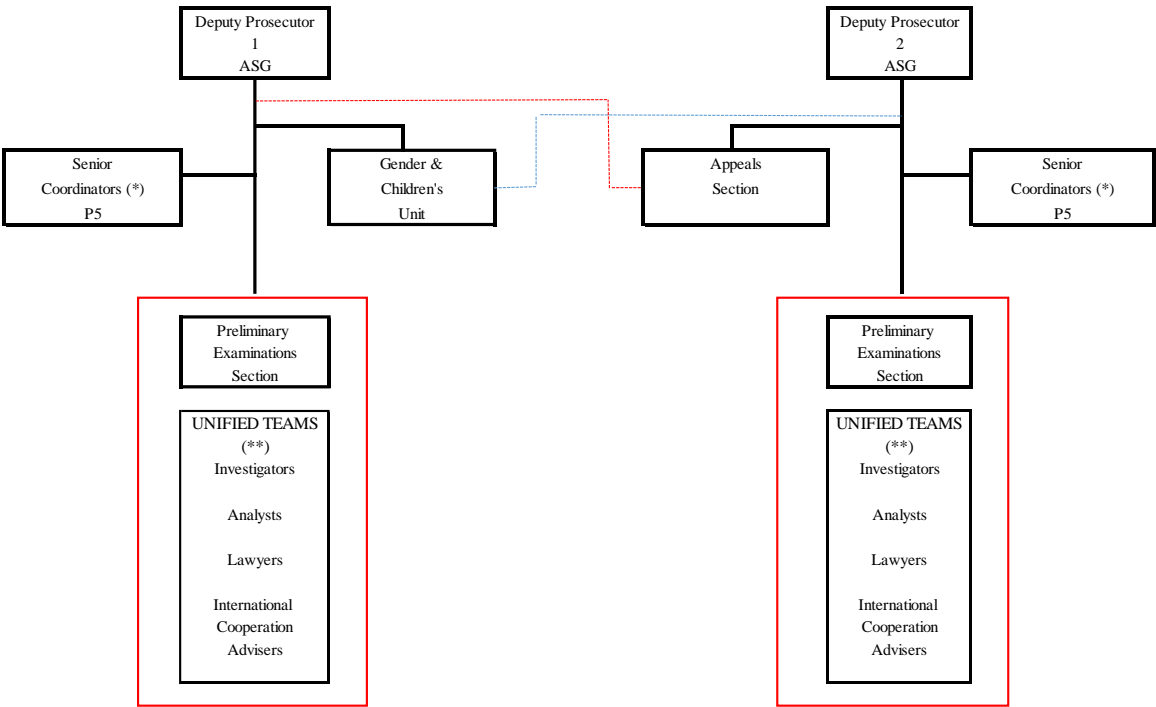 Deputy Prosecutor
1
ASG
Deputy Prosecutor
2
ASG
Senior
Coordinators (*)
P5
Gender &
Children's
Unit
Appeals
Section
Senior
Coordinators (*)
P5
Preliminary
Examinations
Section
Preliminary
Examinations
Section
UNIFIED TEAMS
(**)
Investigators
Analysts
Lawyers
International
Cooperation
Advisers
UNIFIED TEAMS
(**)
Investigators
Analysts
Lawyers
International
Cooperation
Advisers